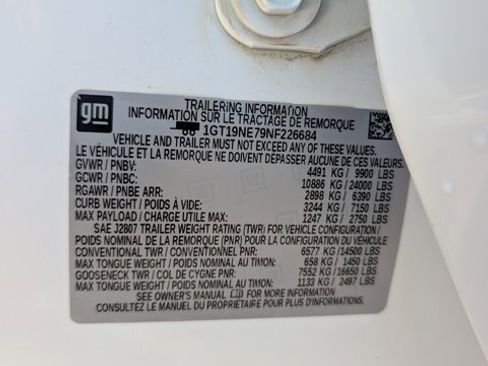 gm
TRAILERING INFORMATION
INFORMATION SUR LE TRACTAGE DE REMORQUE
1GT19NE79NF226684
VEHICLE AND TRAILER MUST NOT EXCEED ANY OF THESE VALUES/
LE VÉHICULE ET LA REMORQUE NE DOIVENT DÉPASSER AUCUNE DE CES VALEURS.
GVWR / PNBV: 4491 KG/ 9900 LBS
GCWR / PNBC: 10886 KG/24000 LBS
RGAWR / PNBE ARR: 2898 KG/ 6390 LBS
CURB WEIGHT / POIDS À VIDE: 3244 KG/ 7150 LBS
MAX PAYLOAD / CHARGE UTILE MAX: 1247 KG/ 2750 LBS
SAE J2807 TRAILER WEIGHT RATING (TWR) FOR VEHICLE CONFIGURATION /
POIDS NOMINAL DE LA REMORQUE (PNR) POUR LA CONFIGURATION DU VÉHICULE
CONVENTIONAL TWR / CONVENTIONNEL PNR: 6577 KG/14500 LBS
MAX TONGUE WEIGHT / POIDS MAXIMAL AU TIMON: 658 KG/ 1450 LBS
GOOSENECK TWR / COL DE CYGNE PNR: 7552 KG/16650 LBS
MAX TONGUE WEIGHT / POIDS MAXIMAL AU TIMON: 1133 KG/ 2497 LBS
SEE OWNER'S MANUAL FOR MORE INFORMATION /
CONSULTEZ LE MANUEL DU PROPRIÉTAIRE POUR PLUS D'INFORMATION.